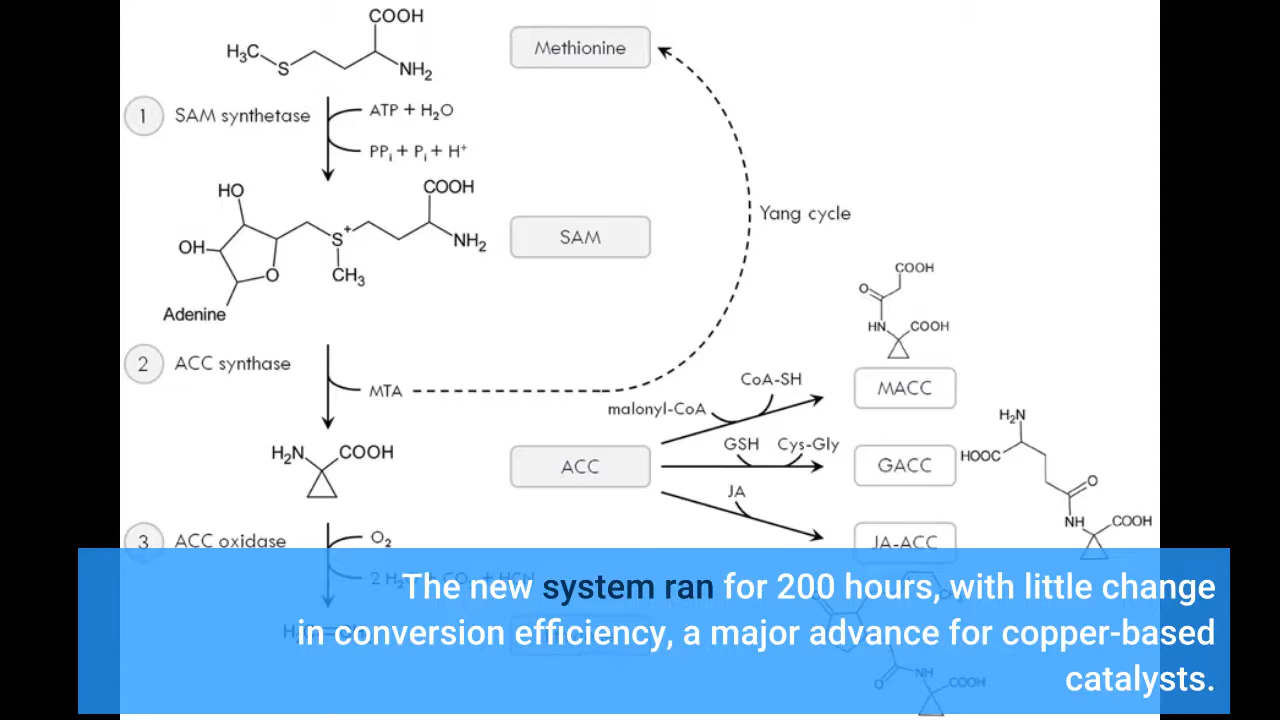 COOH
H₃C
S
NH₂
Methionine
1 SAM synthetase
ATP + H₂O
PPᵢ + Pᵢ + H⁺
HO
COOH
OH
S⁺
NH₂
O
CH₃
Adenine
SAM
Yang cycle
2 ACC synthase
MTA
COOH
O
HN
COOH
CoA-SH
malonyl-CoA
MACC
H₂N
COOH
ACC
GSH
Cys-Gly
GACC
H₂N
HOOC
O
NH
COOH
JA
JA-ACC
3 ACC oxidase
O₂
The new system ran for 200 hours, with little change
in conversion efficiency, a major advance for copper-based
catalysts.
O
NH
COOH